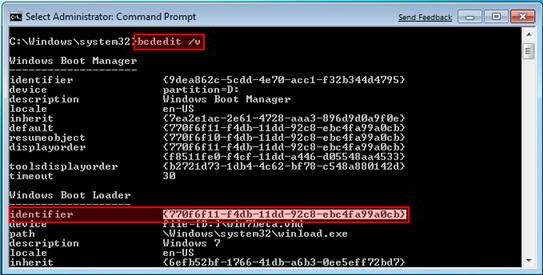 Select Administrator: Command Prompt
Send Feedback
C:\Windows\system32>bcdedit /v
Windows Boot Manager
--------------------
identifier {9dea862c-5cdd-4e70-acc1-f32b344d4795}
device partition=D:
description Windows Boot Manager
locale en-US
inherit {7ea2e1ac-2e61-4728-aaa3-896d9d0a9f0e}
default {770f6f11-f4db-11dd-92c8-ebc4fa99a0cb}
resumeobject {770f6f10-f4db-11dd-92c8-ebc4fa99a0cb}
displayorder {770f6f11-f4db-11dd-92c8-ebc4fa99a0cb}
{f8511fe0-f4cf-11dd-a446-d05548aa4533}
toolsdisplayorder {b2721d73-1db4-4c62-bf78-c548a880142d}
timeout 30
Windows Boot Loader
-------------------
identifier {770f6f11-f4db-11dd-92c8-ebc4fa99a0cb}
device file=[D:]\win7beta.vhd
path \Windows\system32\winload.exe
description Windows 7
locale en-US
inherit {6efb52bf-1766-41db-a6b3-0ee5eff72bd7}